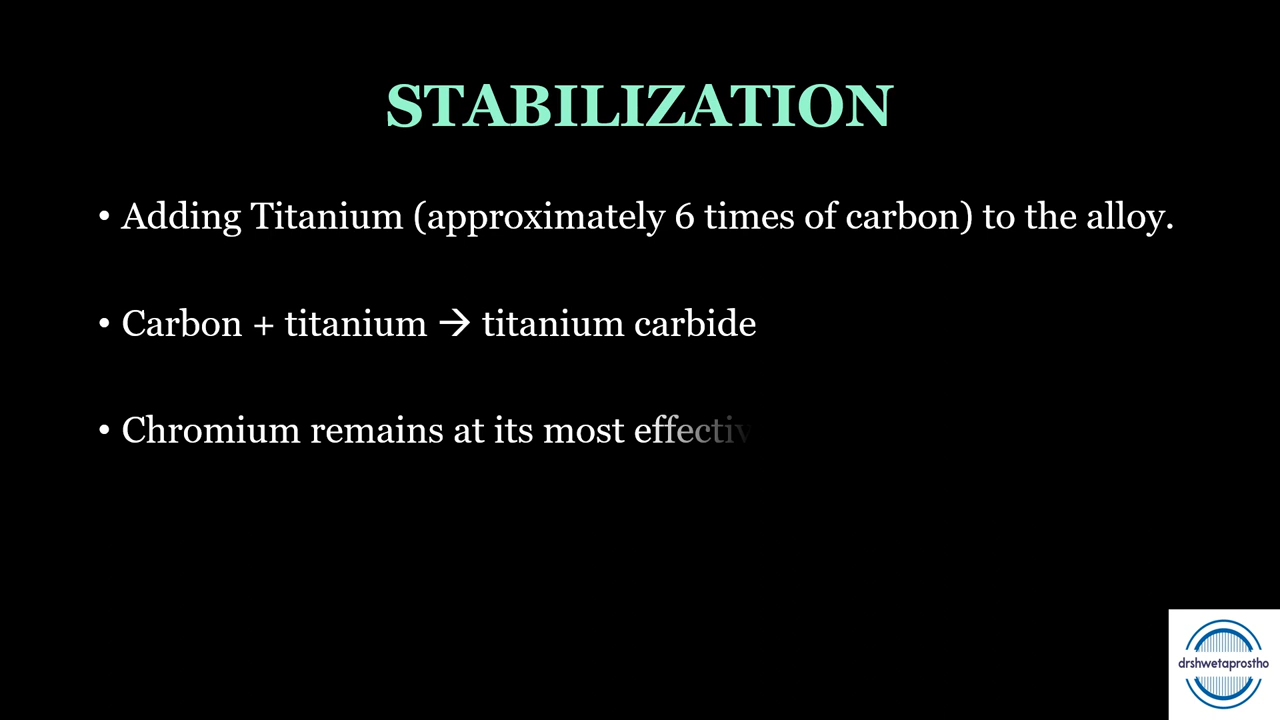 STABILIZATION
• Adding Titanium (approximately 6 times of carbon) to the alloy.
• Carbon + titanium → titanium carbide
• Chromium remains at its most effectiv
drshwetaprostho